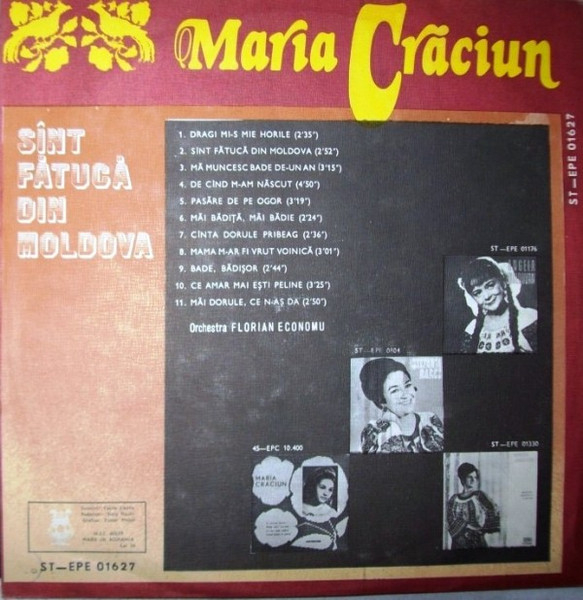 Maria Crăciun
SÎNT
FĂTUCĂ
DIN
MOLDOVA
1. DRAGI MI-S MIE HORILE (2'35")
2. SÎNT FĂTUCĂ DIN MOLDOVA (2'52")
3. MĂ MUNCESC BADE DE-UN AN (3'15")
4. DE CÎND M-AM NĂSCUT (4'50")
5. PASĂRE DE PE OGOR (3'19")
6. MĂI BĂDIȚĂ, MĂI BĂDIE (2'24")
7. CÎNTA DORULE PRIBEAG (2'36")
8. MAMA M-AR FI VRUT VOINICĂ (3'01")
9. BADE, BĂDIȘOR (2'44")
10. CE AMAR MAI EȘTI PELINE (3'25")
11. MĂI DORULE, CE N-AȘ DA (2'50")
Orchestra FLORIAN ECONOMU
ST—EPE 01627
ST—EPE 01176
ST—EPE 0104
45—EPC 10.400
MARIA
CRĂCIUN
ST—EPE 01330
ST—EPE 01627